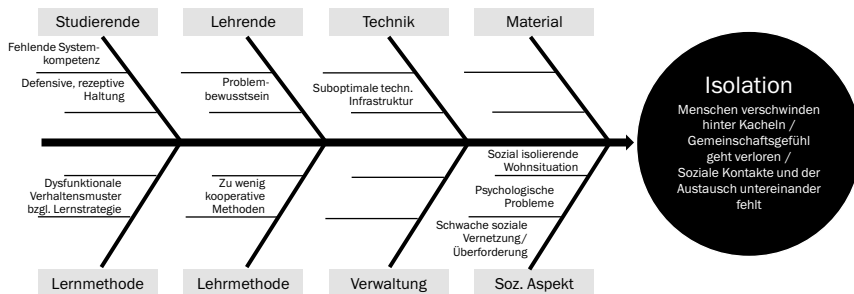 Studierende
Lehrende
Technik
Material
Fehlende System-
kompetenz
Defensive, rezeptive
Haltung
Problem-
bewusstsein
Suboptimale techn.
Infrastruktur
Isolation
Menschen verschwinden
hinter Kacheln /
Gemeinschaftsgefühl
geht verloren /
Soziale Kontakte und der
Austausch untereinander
fehlt
Dysfunktionale
Verhaltensmuster
bzgl. Lernstrategie
Zu wenig
kooperative
Methoden
Sozial isolierende
Wohnsituation
Psychologische
Probleme
Schwache soziale
Vernetzung/
Überforderung
Lernmethode
Lehrmethode
Verwaltung
Soz. Aspekt